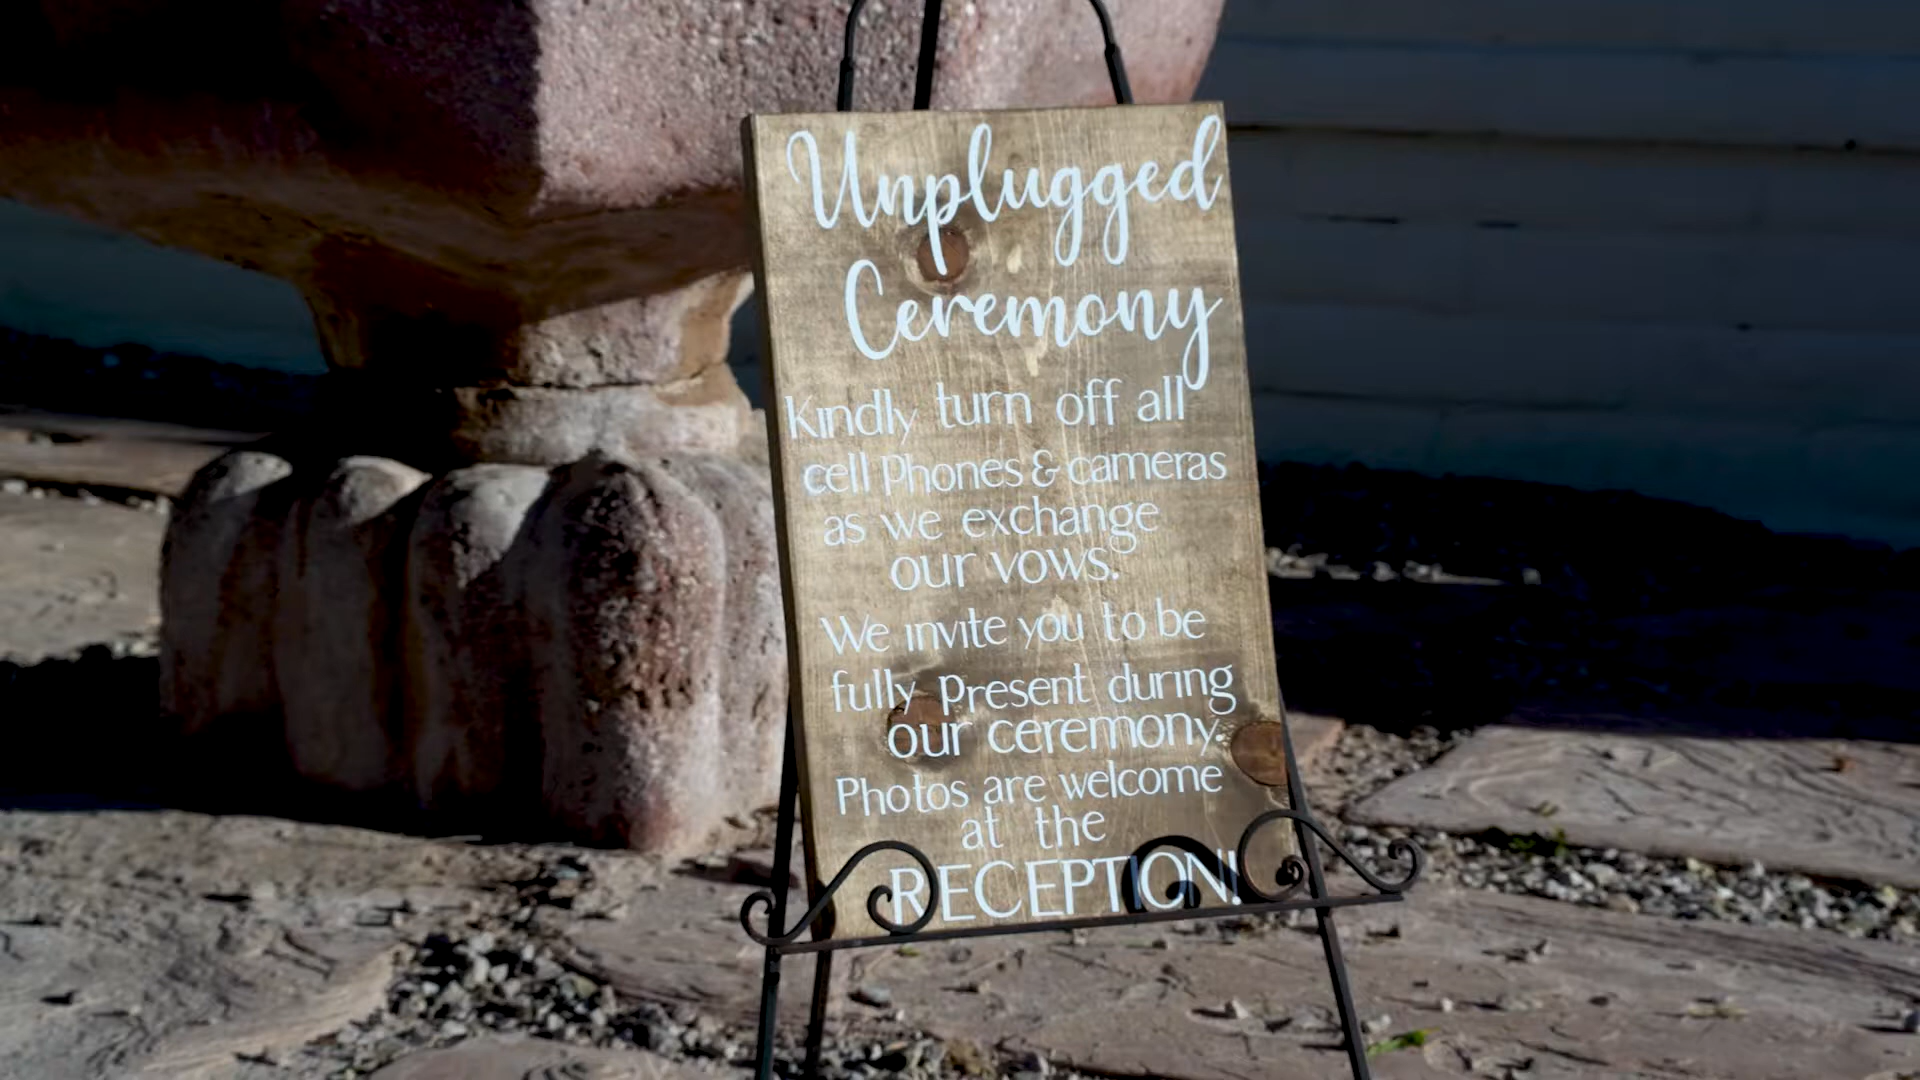 Unplugged
Ceremony
Kindly turn off all
cell Phones & cameras
as we exchange
our vows.
We invite you to be
fully Present during
our ceremony.
Photos are welcome
at the
RECEPTION!